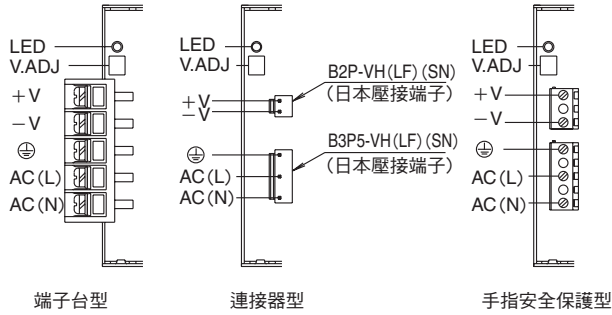 LED
V.ADJ
+V
−V
AC(L)
AC(N)
端子台型
LED
V.ADJ
+V
−V
AC(L)
AC(N)
B2P-VH(LF)(SN)
(日本壓接端子)
B3P5-VH(LF)(SN)
(日本壓接端子)
連接器型
LED
V.ADJ
+V
−V
AC(L)
AC(N)
手指安全保護型